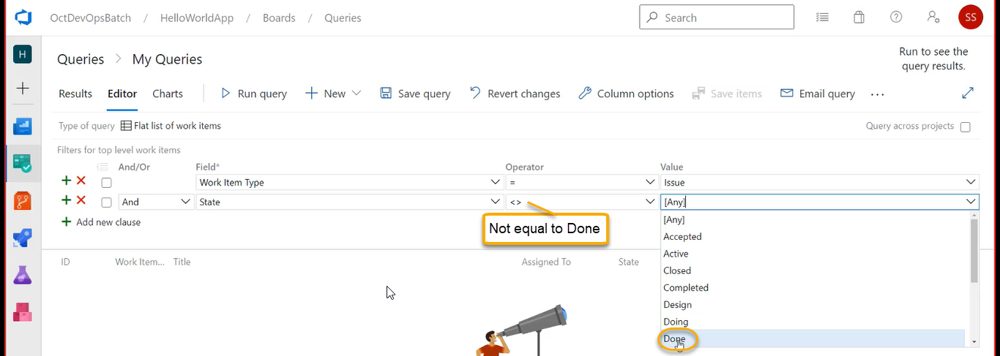 OctDevOpsBatch / HelloWorldApp / Boards / Queries Search SS
H
Queries > My Queries
Run to see the
query results.
Results Editor Charts Run query New Save query Revert changes Column options Save items Email query ...
Type of query Flat list of work items Query across projects
Filters for top level work items
And/Or Field* Operator Value
Work Item Type = Issue
And State <> [Any]
Add new clause
Not equal to Done
[Any]
Accepted
Active
Closed
Completed
Design
Doing
Done
ID Work Item... Title Assigned To State